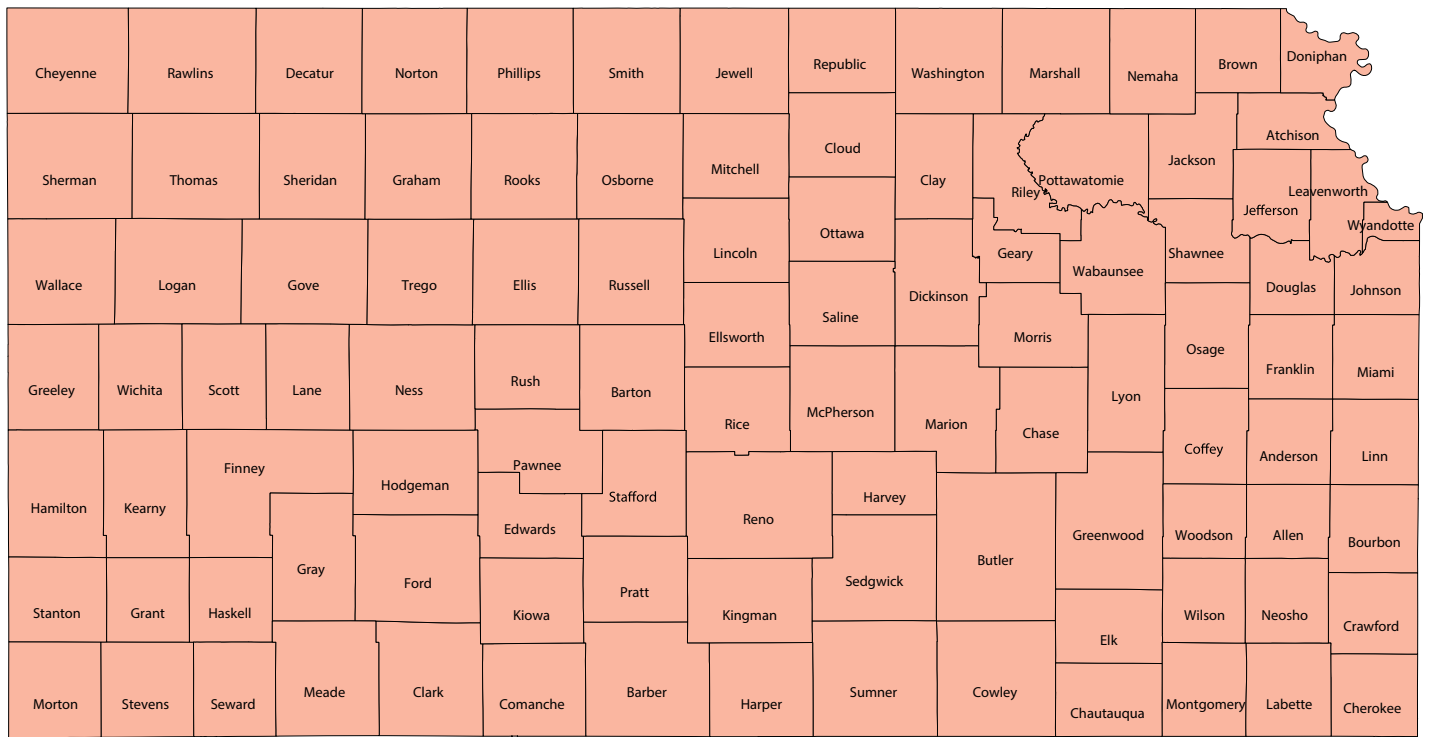 Cheyenne
Rawlins
Decatur
Norton
Phillips
Smith
Jewell
Republic
Washington
Marshall
Nemaha
Brown
Doniphan
Sherman
Thomas
Sheridan
Graham
Rooks
Osborne
Mitchell
Cloud
Clay
Riley
Pottawatomie
Jackson
Atchison
Jefferson
Leavenworth
Wyandotte
Wallace
Logan
Gove
Trego
Ellis
Russell
Lincoln
Ottawa
Saline
Dickinson
Geary
Wabaunsee
Shawnee
Douglas
Johnson
Greeley
Wichita
Scott
Lane
Ness
Rush
Barton
Ellsworth
Rice
McPherson
Marion
Morris
Chase
Lyon
Osage
Franklin
Miami
Hamilton
Kearny
Finney
Hodgeman
Pawnee
Edwards
Stafford
Reno
Harvey
Butler
Greenwood
Coffey
Anderson
Linn
Woodson
Allen
Bourbon
Stanton
Grant
Haskell
Gray
Ford
Kiowa
Pratt
Kingman
Sedgwick
Elk
Wilson
Neosho
Crawford
Morton
Stevens
Seward
Meade
Clark
Comanche
Barber
Harper
Sumner
Cowley
Chautauqua
Montgomery
Labette
Cherokee